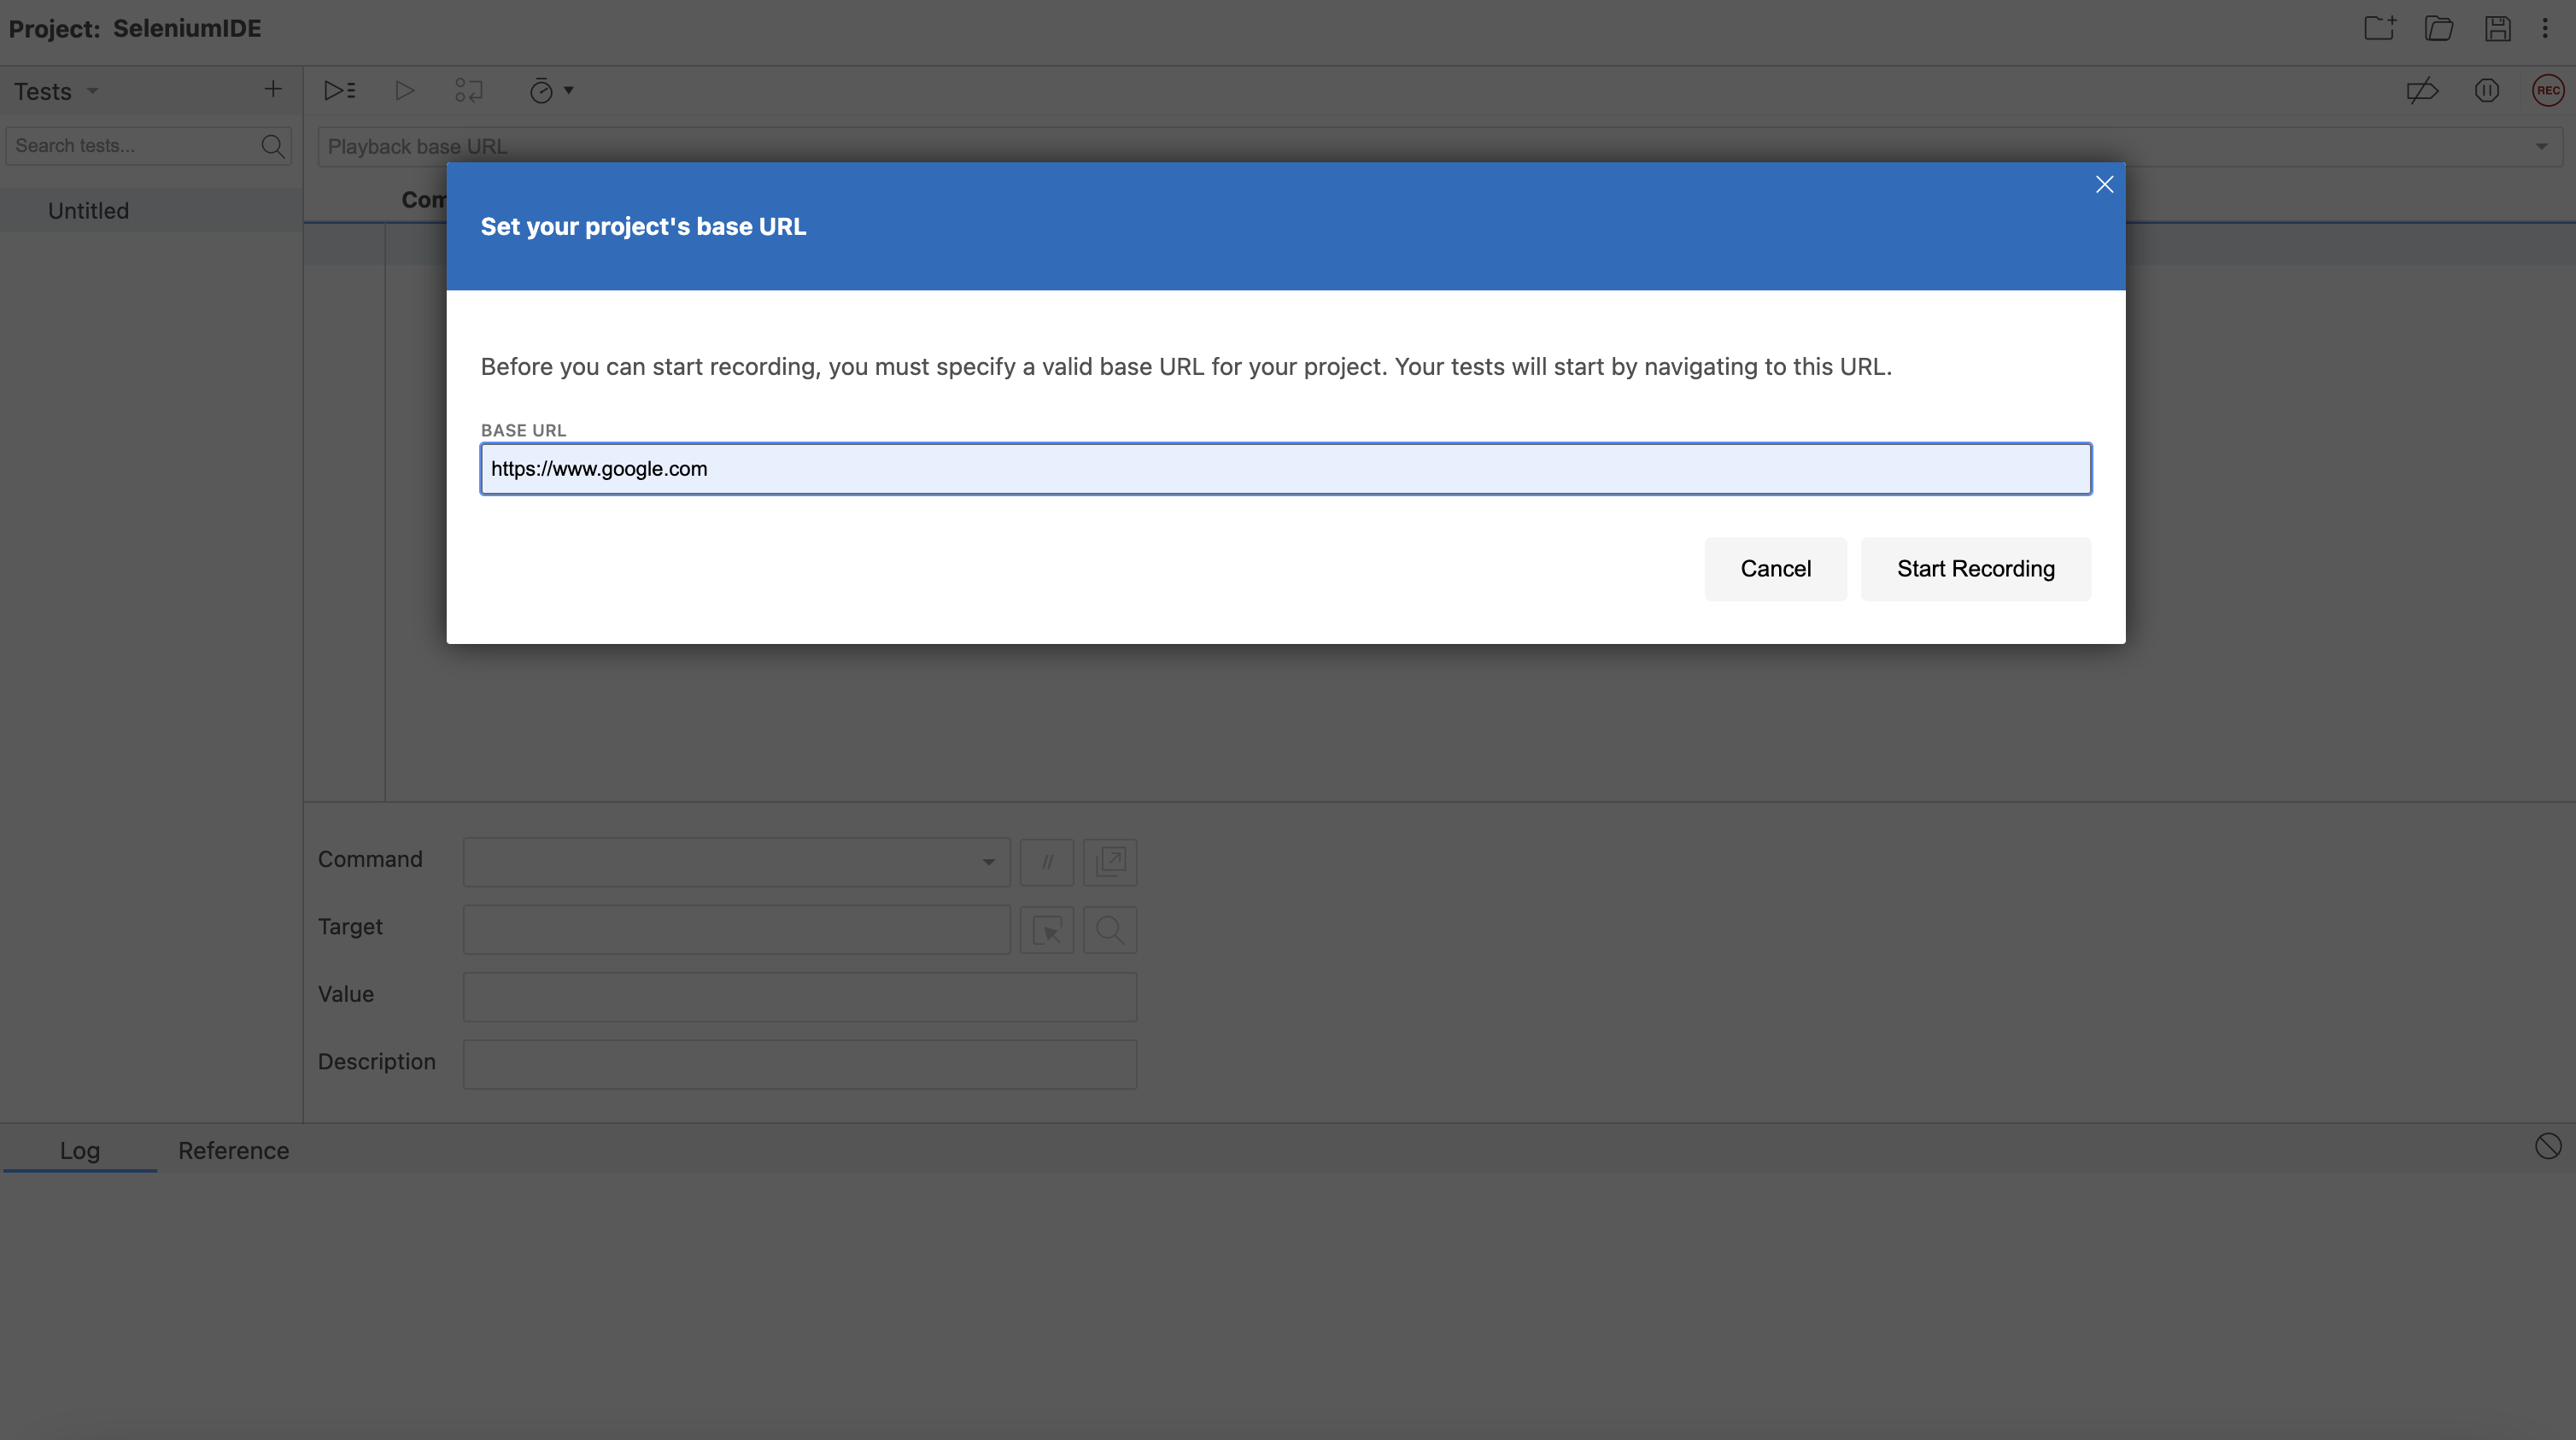 Project: SeleniumIDE
Tests
REC
Search tests...
Playback base URL
Untitled
Com
Set your project's base URL
Before you can start recording, you must specify a valid base URL for your project. Your tests will start by navigating to this URL.
BASE URL
https://www.google.com
Cancel
Start Recording
Command
//
Target
Value
Description
Log
Reference